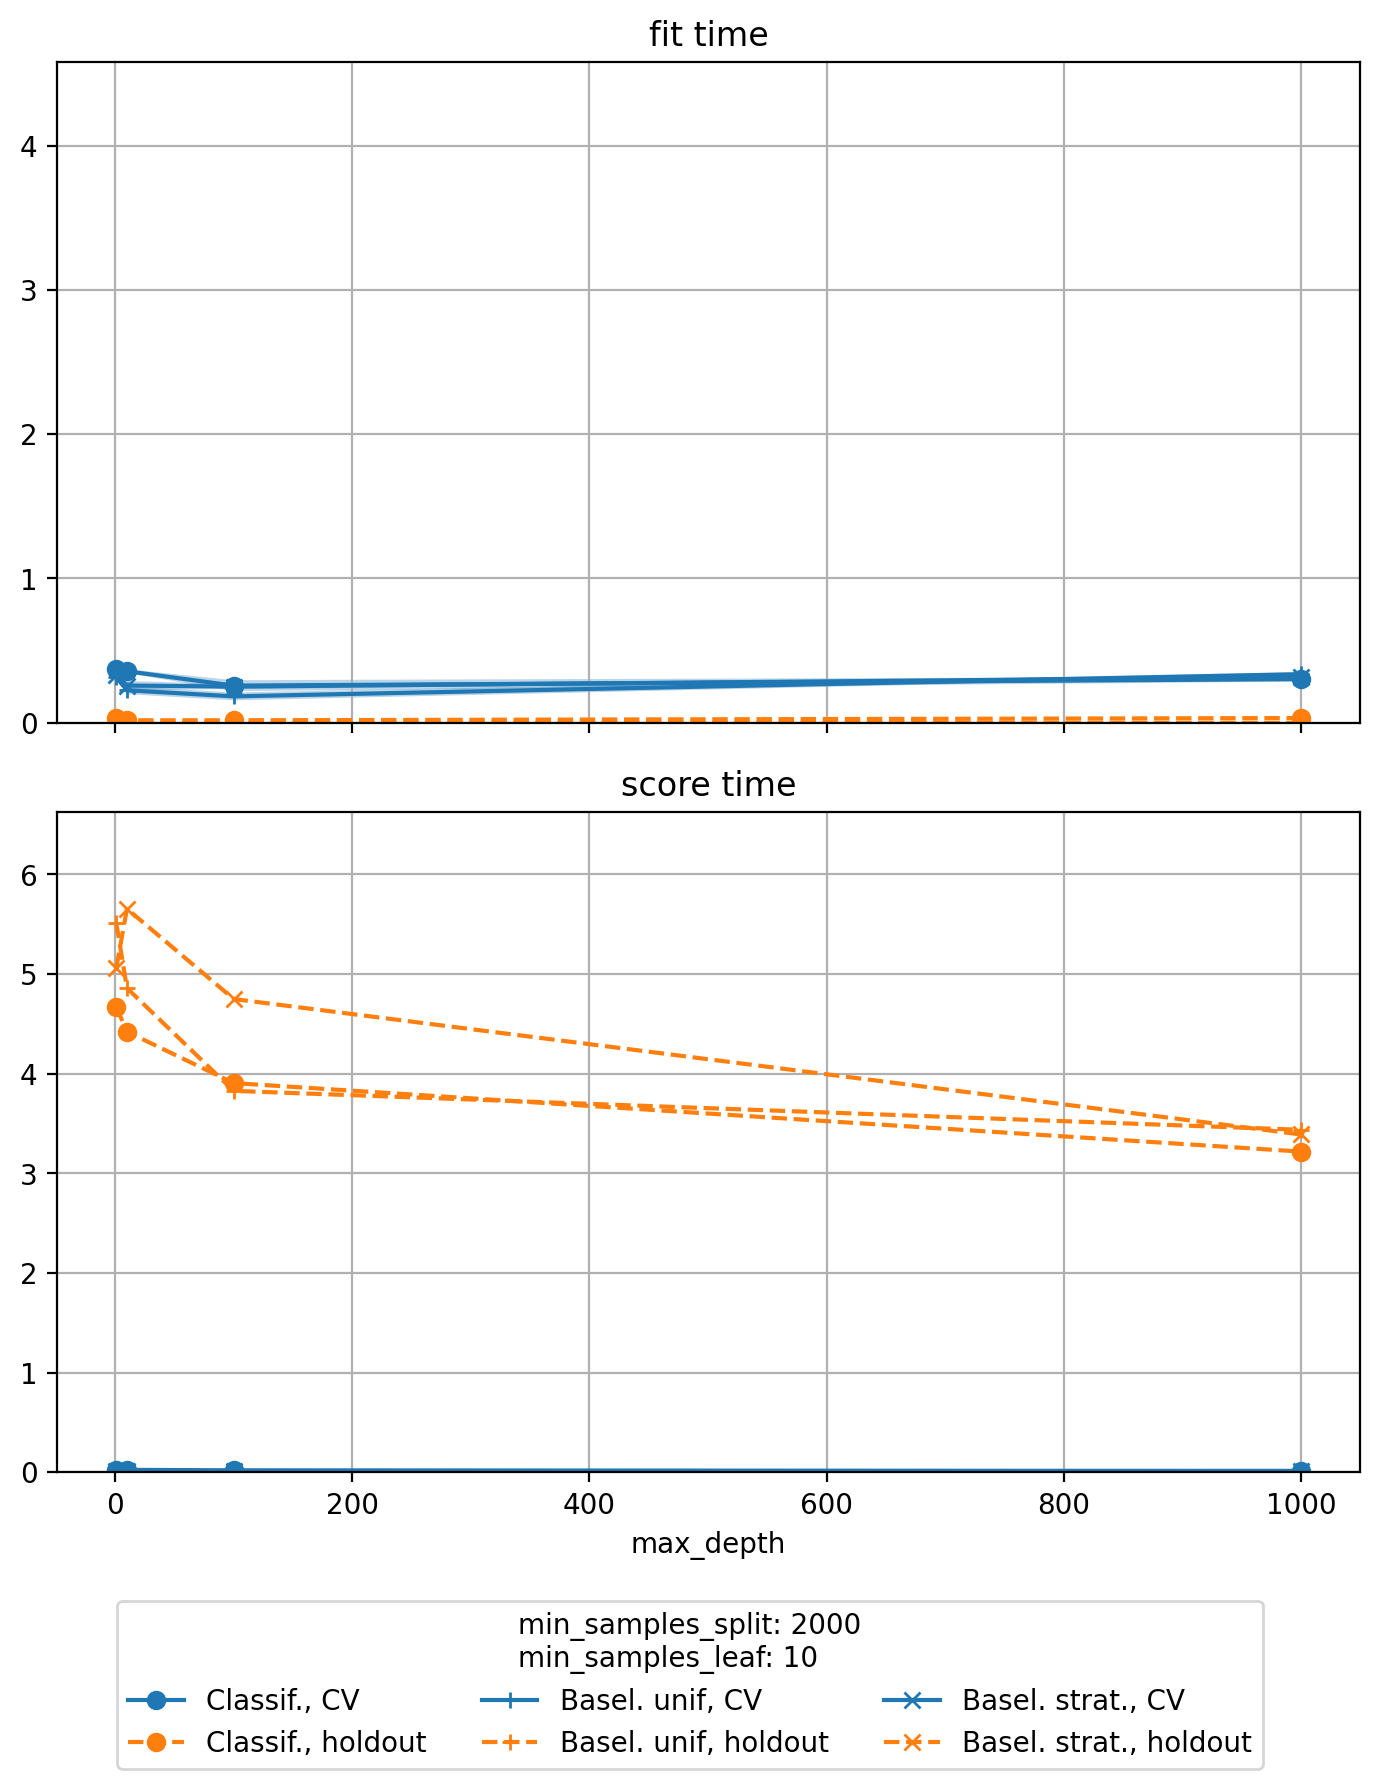 fit time
4
3
2
1
0
score time
6
5
4
3
2
1
0
0 200 400 600 800 1000
max_depth
min_samples_split: 2000
min_samples_leaf: 10
Classif., CV Basel. unif, CV Basel. strat., CV
Classif., holdout Basel. unif, holdout Basel. strat., holdout